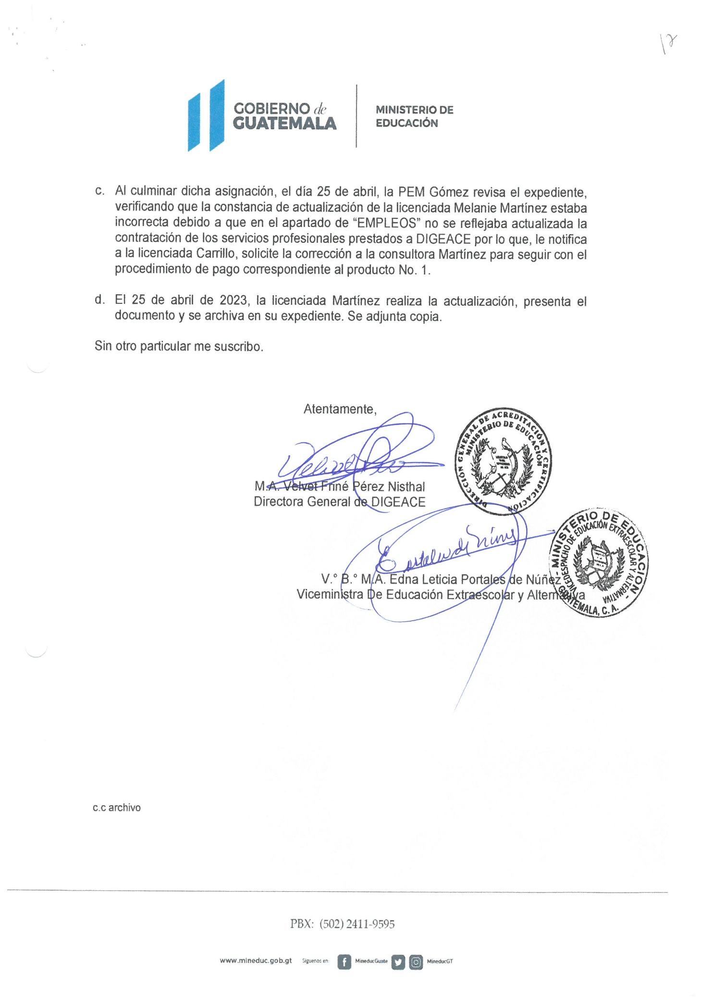 12
GOBIERNO de
GUATEMALA
MINISTERIO DE
EDUCACIÓN
c. Al culminar dicha asignación, el día 25 de abril, la PEM Gómez revisa el expediente,
verificando que la constancia de actualización de la licenciada Melanie Martínez estaba
incorrecta debido a que en el apartado de “EMPLEOS” no se reflejaba actualizada la
contratación de los servicios profesionales prestados a DIGEACE por lo que, le notifica
a la licenciada Carrillo, solicite la corrección a la consultora Martínez para seguir con el
procedimiento de pago correspondiente al producto No. 1.
d. El 25 de abril de 2023, la licenciada Martínez realiza la actualización, presenta el
documento y se archiva en su expediente. Se adjunta copia.
Sin otro particular me suscribo.
Atentamente,
DIRECCIÓN GENERAL DE ACREDITACIÓN Y CERTIFICACIÓN
MINISTERIO DE EDUCACIÓN
M.A. Velvet Friné Pérez Nisthal
Directora General de DIGEACE
MINISTERIO DE EDUCACION -
VICEDESPACHO DE EDUCACIÓN EXTRAESCOLAR Y ALTERNATIVA
GUATEMALA, C. A.
V.° B.° M.A. Edna Leticia Portales de Núñez
Viceministra De Educación Extraescolar y Alternativa
c.c archivo
PBX: (502) 2411-9595
www.mineduc.gob.gt Síguenos en: MineducGuate MineducGT